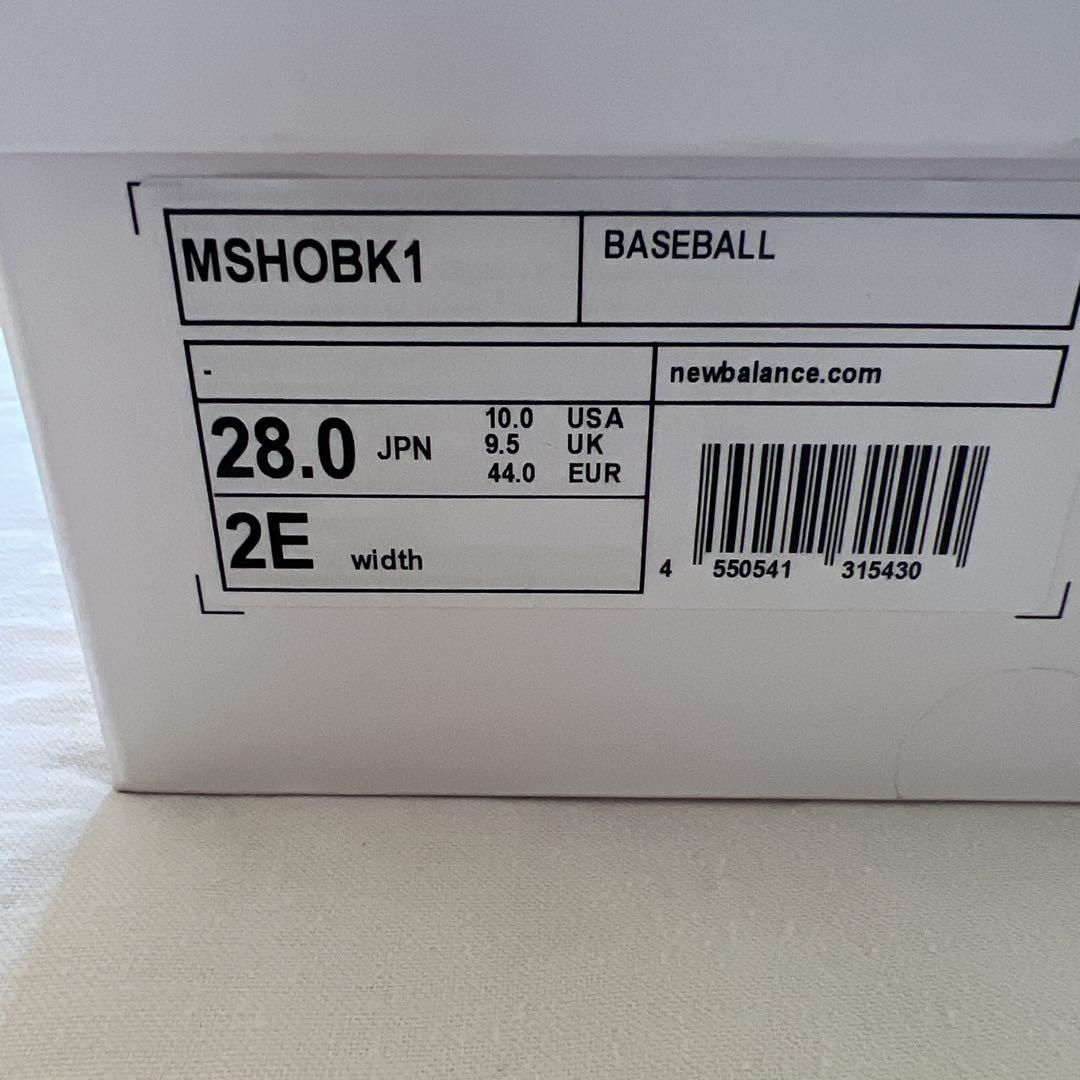 MSHOBK1
BASEBALL
-
newbalance.com
28.0 JPN
10.0 USA
9.5 UK
44.0 EUR
2E width
4 550541 315430